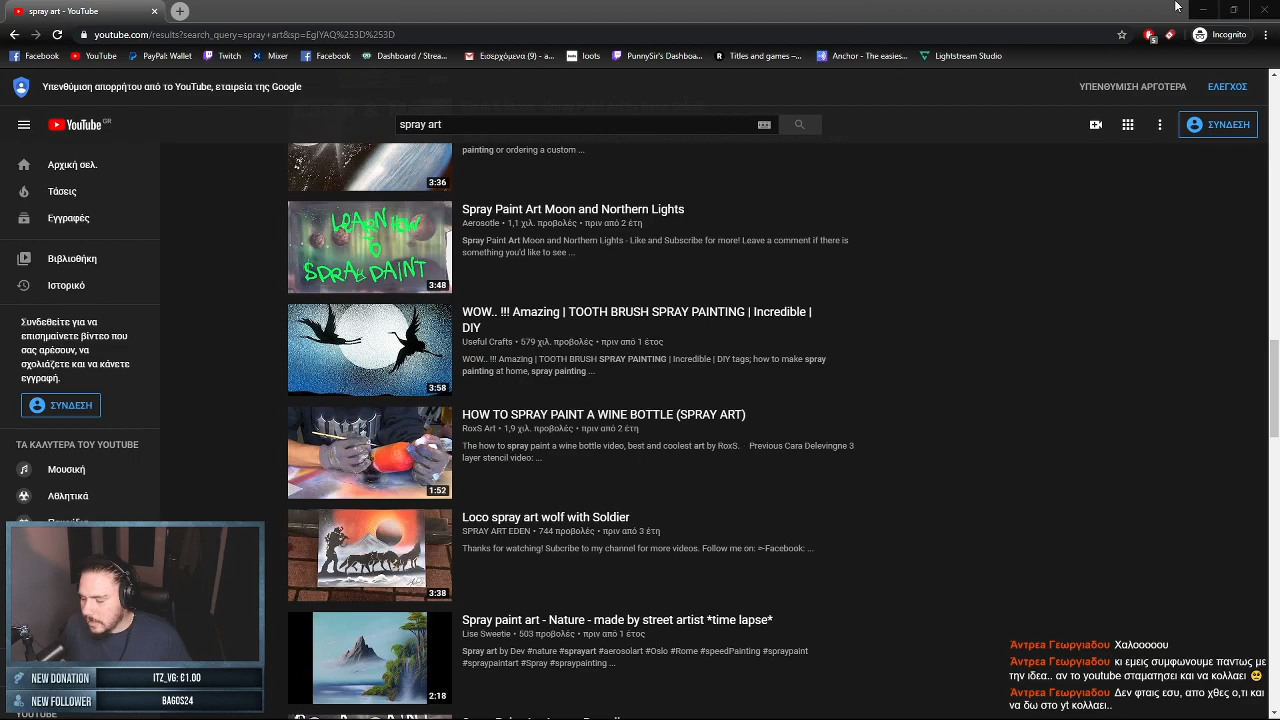 spray art - YouTube
youtube.com/results?search_query=spray+art&sp=EgIYAQ%253D%253D
5
Incognito
Facebook
YouTube
PayPal: Wallet
Twitch
Mixer
Facebook
Dashboard / Strea...
Εισερχόμενα (9) - a...
loots
PunnySir's Dashboa...
Titles and games –...
Anchor - The easies...
LightStream Studio
Υπενθύμιση απορρήτου από το YouTube, εταιρεία της Google
ΥΠΕΝΘΥΜΙΣΗ ΑΡΓΟΤΕΡΑ
ΕΛΕΓΧΟΣ
YouTube GR
spray art
ΣΥΝΔΕΣΗ
Αρχική σελ.
Τάσεις
Εγγραφές
Βιβλιοθήκη
Ιστορικό
Συνδεθείτε για να
επισημαίνετε βίντεο που
σας αρέσουν, να
σχολιάζετε και να κάνετε
εγγραφή.
ΣΥΝΔΕΣΗ
ΤΑ ΚΑΛΥΤΕΡΑ ΤΟΥ YOUTUBE
Μουσική
Αθλητικά
painting or ordering a custom ...
3:36
LEARN HOW
TO
SPRAY PAINT
3:48
Spray Paint Art Moon and Northern Lights
Aerosotle • 1,1 χιλ. προβολές • πριν από 2 έτη
Spray Paint Art Moon and Northern Lights - Like and Subscribe for more! Leave a comment if there is
something you'd like to see ...
3:58
WOW.. !!! Amazing | TOOTH BRUSH SPRAY PAINTING | Incredible |
DIY
Useful Crafts • 579 χιλ. προβολές • πριν από 1 έτος
WOW.. !!! Amazing | TOOTH BRUSH SPRAY PAINTING | Incredible | DIY tags; how to make spray
painting at home, spray painting ...
1:52
HOW TO SPRAY PAINT A WINE BOTTLE (SPRAY ART)
RoxS Art • 1,9 χιλ. προβολές • πριν από 2 έτη
The how to spray paint a wine bottle video, best and coolest art by RoxS. Previous Cara Delevingne 3
layer stencil video: ...
3:38
Loco spray art wolf with Soldier
SPRAY ART EDEN • 744 προβολές • πριν από 3 έτη
Thanks for watching! Subcribe to my channel for more videos. Follow me on: ➣Facebook: ...
2:18
Spray paint art - Nature - made by street artist *time lapse*
Lise Sweetie • 503 προβολές • πριν από 1 έτος
Spray art by Dev #nature #sprayart #aerosolart #Oslo #Rome #speedPainting #spraypaint
#spraypaintart #Spray #spraypainting ...
NEW DONATION
ITZ_VG: €1.00
NEW FOLLOWER
BAGOS24
YOUTUBE
Άντρεα Γεωργιαδου Χαλοοοοου
Άντρεα Γεωργιαδου κι εμεις συμφωνουμε παντως με
την ιδεα.. αν το youtube σταματησει και να κολλαει
Άντρεα Γεωργιαδου Δεν φταις εσυ, απο χθες ο,τι και
να δω στο yt κολλαει..